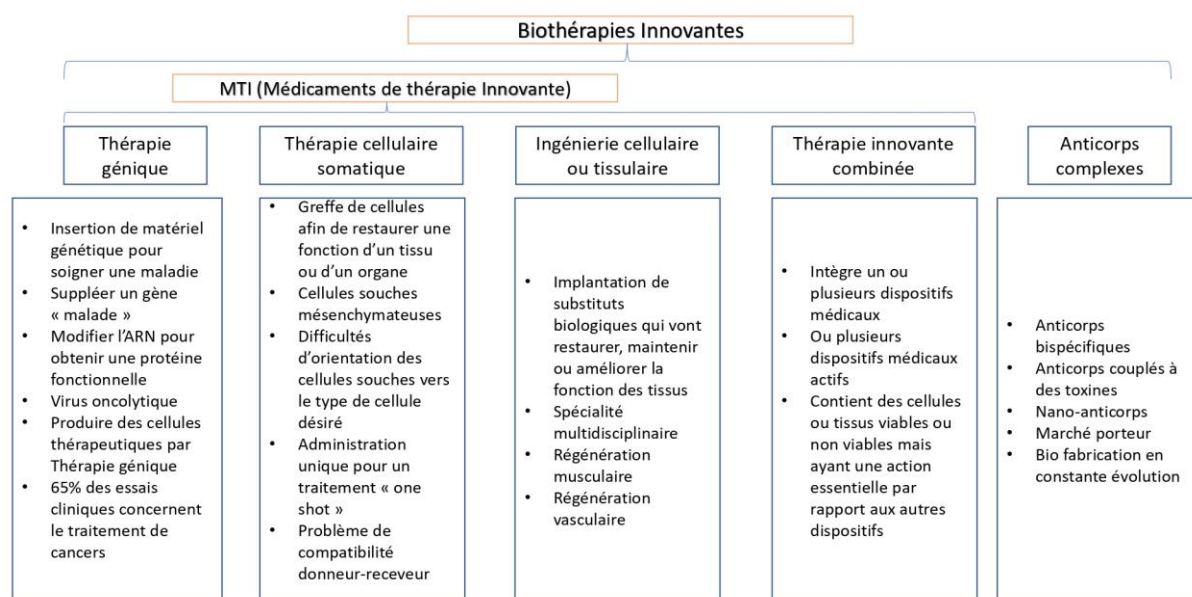 Biothérapies Innovantes
MTI (Médicaments de thérapie Innovante)
Thérapie
génique
• Insertion de matériel
génétique pour
soigner une maladie
• Suppléer un gène
« malade »
• Modifier l’ARN pour
obtenir une protéine
fonctionnelle
• Virus oncolytique
• Produire des cellules
thérapeutiques par
Thérapie génique
• 65% des essais
cliniques concernent
le traitement de
cancers
Thérapie cellulaire
somatique
• Greffe de cellules
afin de restaurer une
fonction d’un tissu
ou d’un organe
• Cellules souches
mésenchymateuses
• Difficultés
d’orientation des
cellules souches vers
le type de cellule
désiré
• Administration
unique pour un
traitement « one
shot »
• Problème de
compatibilité
donneur-receveur
Ingénierie cellulaire
ou tissulaire
• Implantation de
substituts
biologiques qui vont
restaurer, maintenir
ou améliorer la
fonction des tissus
• Spécialité
multidisciplinaire
• Régénération
musculaire
• Régénération
vasculaire
Thérapie innovante
combinée
• Intègre un ou
plusieurs dispositifs
médicaux
• Ou plusieurs
dispositifs médicaux
actifs
• Contient des cellules
ou tissus viables ou
non viables mais
ayant une action
essentielle par
rapport aux autres
dispositifs
Anticorps
complexes
• Anticorps
bispécifiques
• Anticorps couplés à
des toxines
• Nano-anticorps
• Marché porteur
• Bio fabrication en
constante évolution